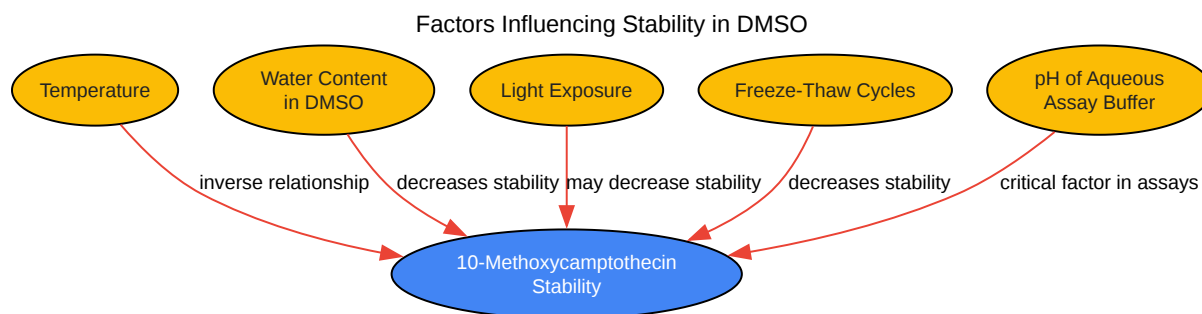 Factors Influencing Stability in DMSO
Temperature
Water Content
in DMSO
Light Exposure
Freeze-Thaw Cycles
pH of Aqueous
Assay Buffer
inverse relationship
decreases stability
may decrease stability
decreases stability
critical factor in assays
10-Methoxycamptothecin
Stability